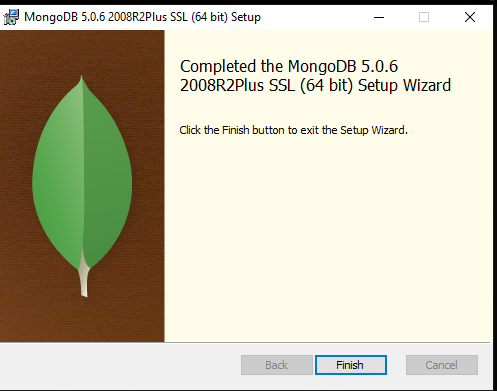 MongoDB 5.0.6 2008R2Plus SSL (64 bit) Setup
Completed the MongoDB 5.0.6
2008R2Plus SSL (64 bit) Setup Wizard
Click the Finish button to exit the Setup Wizard.
Back Finish Cancel